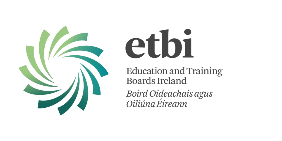 etbi
Education and Training
Boards Ireland
Boird Oideachais agus
Oiliúna Éireann